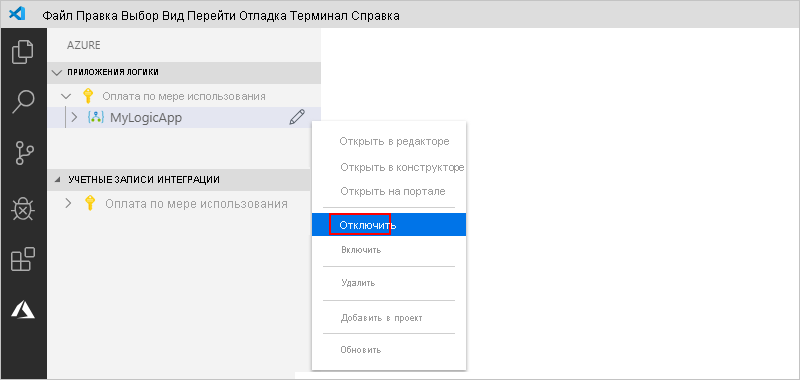 Файл Правка Выбор Вид Перейти Отладка Терминал Справка
AZURE
ПРИЛОЖЕНИЯ ЛОГИКИ
Оплата по мере использования
MyLogicApp
УЧЕТНЫЕ ЗАПИСИ ИНТЕГРАЦИИ
Оплата по мере использования
Открыть в редакторе
Открыть в конструкторе
Открыть на портале
Отключить
Включить
Удалить
Добавить в проект
Обновить